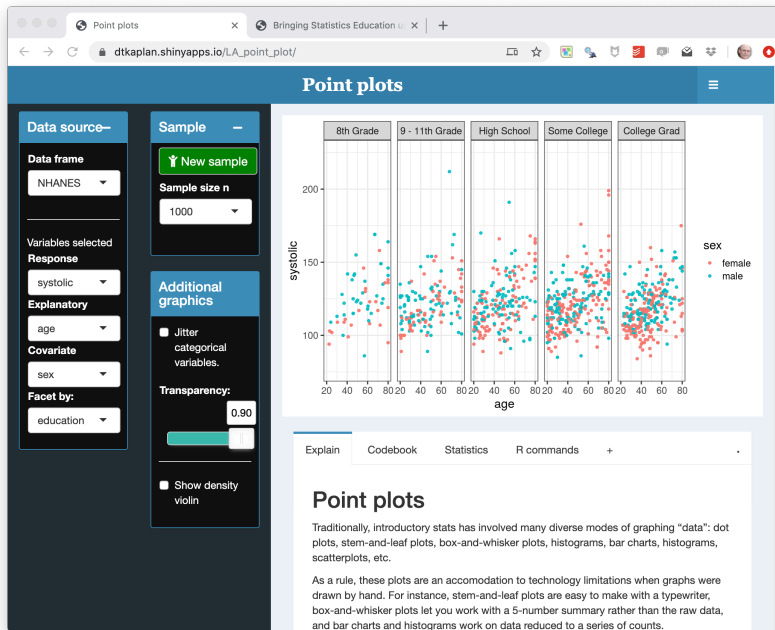 Point plots
Bringing Statistics Education u
dtkaplan.shinyapps.io/LA_point_plot/
Point plots
Data source
Data frame
NHANES
Variables selected
Response
systolic
Explanatory
age
Covariate
sex
Facet by:
education
Sample
New sample
Sample size n
1000
Additional
graphics
Jitter
categorical
variables.
Transparency:
0.90
Show density
violin
8th Grade 9 - 11th Grade High School Some College College Grad
200
150
100
systolic
20 40 60 80 20 40 60 80 20 40 60 80 20 40 60 80 20 40 60 80
age
sex
female
male
Explain Codebook Statistics R commands +
Point plots
Traditionally, introductory stats has involved many diverse modes of graphing “data”: dot
plots, stem-and-leaf plots, box-and-whisker plots, histograms, bar charts, histograms,
scatterplots, etc.
As a rule, these plots are an accomodation to technology limitations when graphs were
drawn by hand. For instance, stem-and-leaf plots are easy to make with a typewriter,
box-and-whisker plots let you work with a 5-number summary rather than the raw data,
and bar charts and histograms work on data reduced to a series of counts.